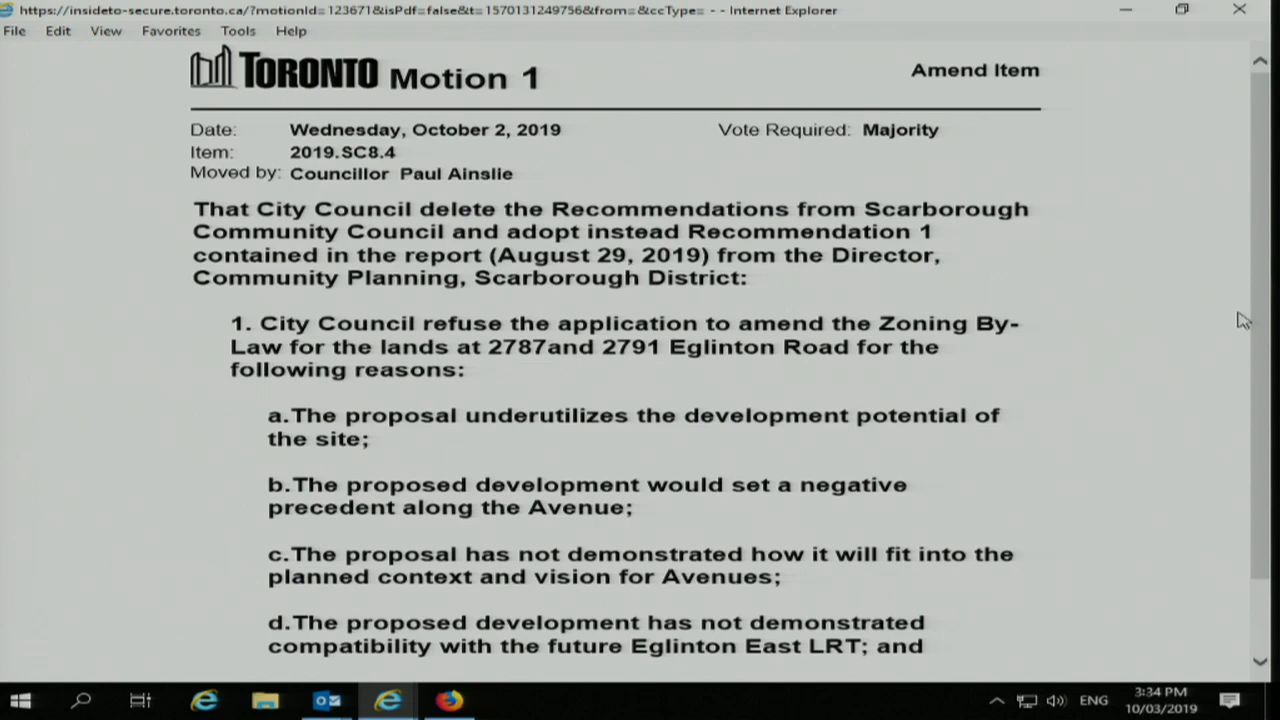 https://insideto-secure.toronto.ca/?motionId=123671&isPdf=false&t=1570131249756&from=&ccType= - - Internet Explorer
File Edit View Favorites Tools Help
TORONTO Motion 1
Amend Item
Date: Wednesday, October 2, 2019
Vote Required: Majority
Item: 2019.SC8.4
Moved by: Councillor Paul Ainslie
That City Council delete the Recommendations from Scarborough
Community Council and adopt instead Recommendation 1
contained in the report (August 29, 2019) from the Director,
Community Planning, Scarborough District:
1. City Council refuse the application to amend the Zoning By-
Law for the lands at 2787and 2791 Eglinton Road for the
following reasons:
a.The proposal underutilizes the development potential of
the site;
b.The proposed development would set a negative
precedent along the Avenue;
c.The proposal has not demonstrated how it will fit into the
planned context and vision for Avenues;
d.The proposed development has not demonstrated
compatibility with the future Eglinton East LRT; and
ENG
3:34 PM
10/03/2019